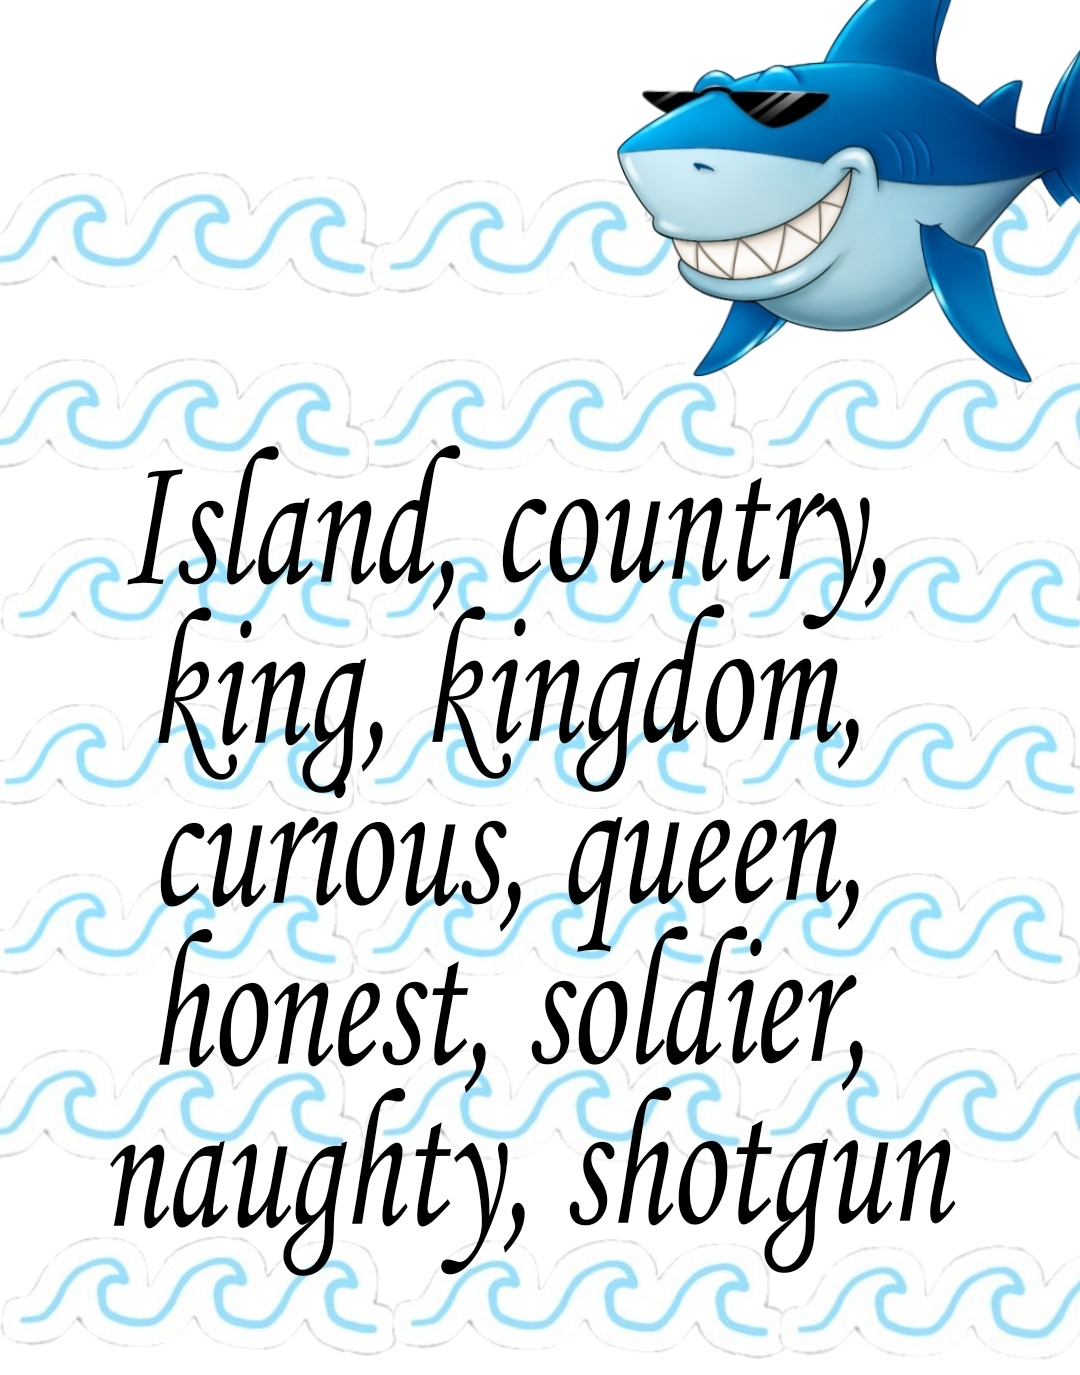 Island, country,
king, kingdom,
curious, queen,
honest, soldier,
naughty, shotgun